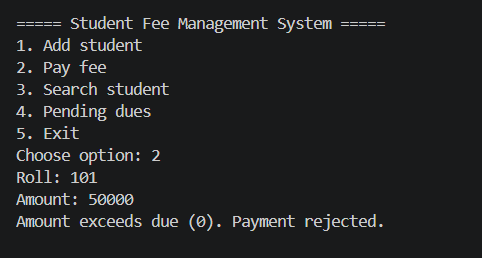 ===== Student Fee Management System =====
1. Add student
2. Pay fee
3. Search student
4. Pending dues
5. Exit
Choose option: 2
Roll: 101
Amount: 50000
Amount exceeds due (0). Payment rejected.